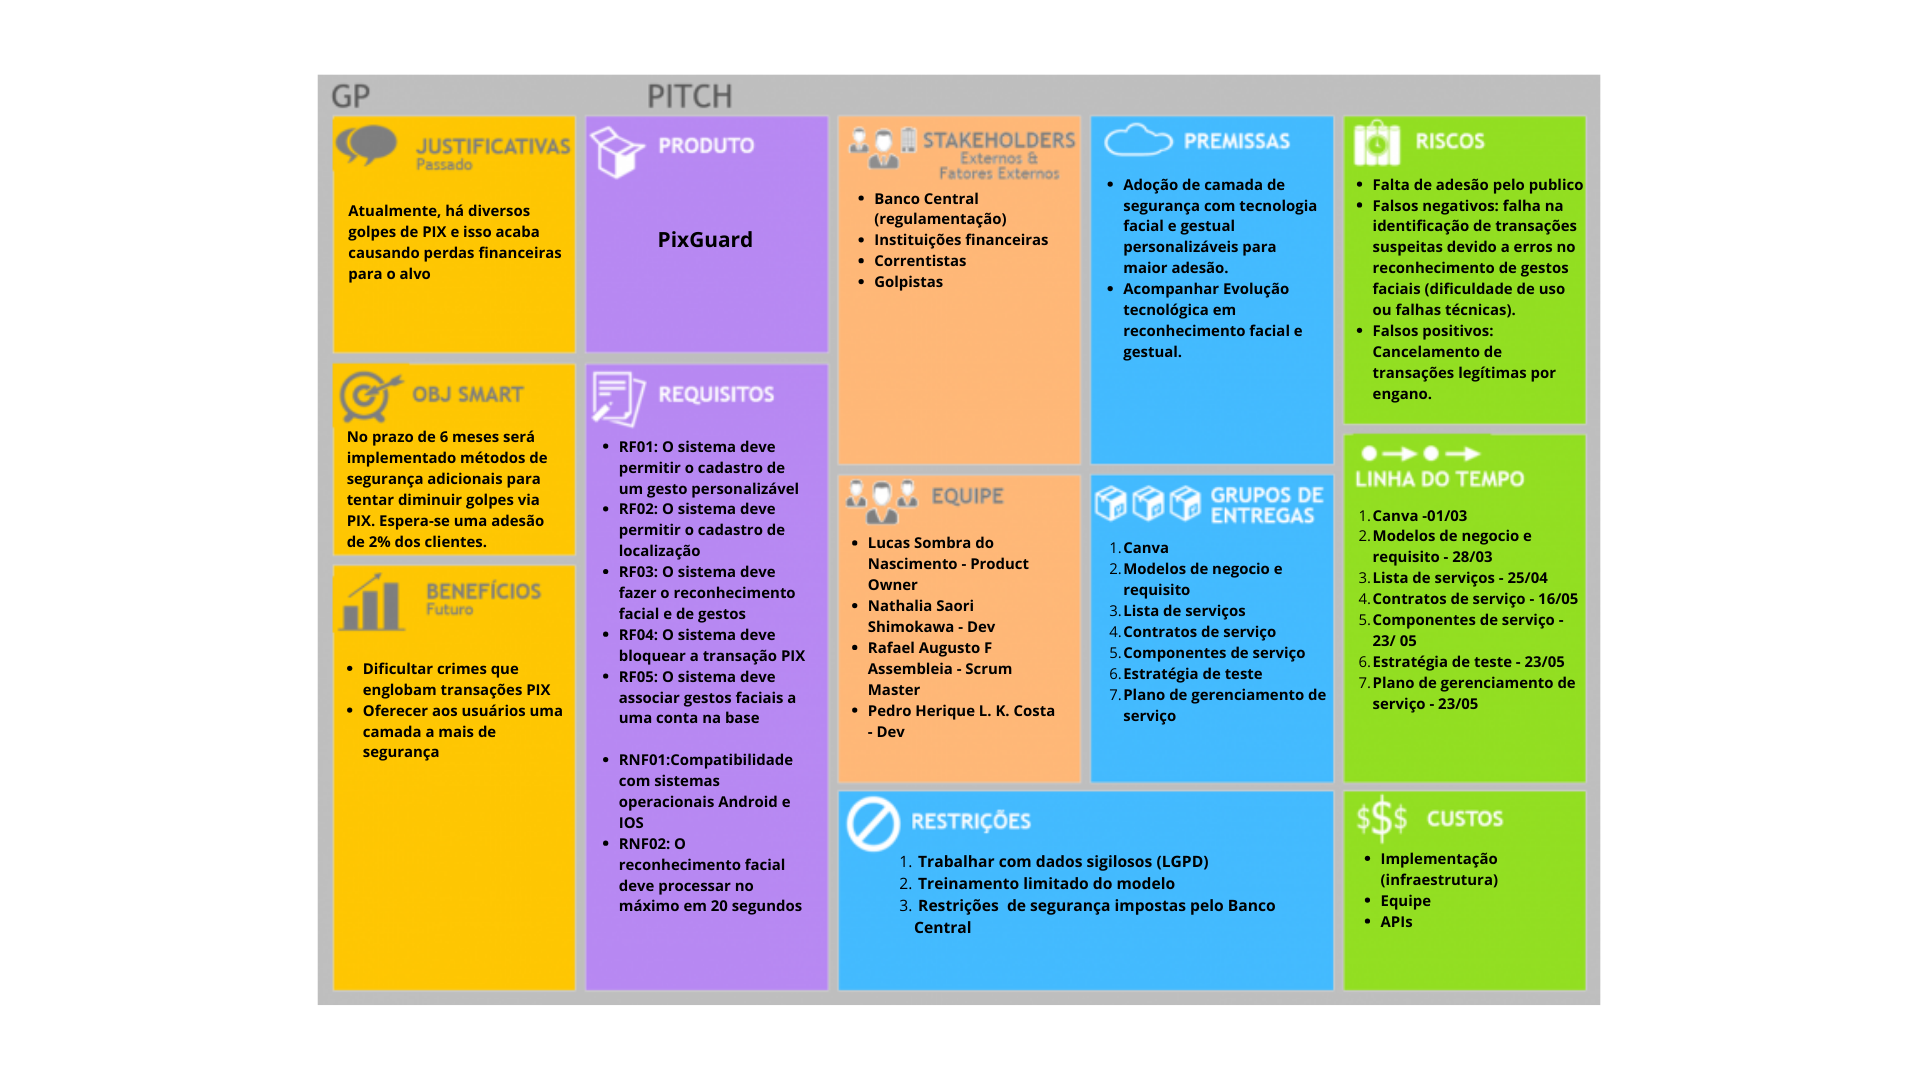 GP
PITCH
JUSTIFICATIVAS
Passado
Atualmente, há diversos
golpes de PIX e isso acaba
causando perdas financeiras
para o alvo
OBJ SMART
No prazo de 6 meses será
implementado métodos de
segurança adicionais para
tentar diminuir golpes via
PIX. Espera-se uma adesão
de 2% dos clientes.
BENEFÍCIOS
Futuro
• Dificultar crimes que
englobam transações PIX
• Oferecer aos usuários uma
camada a mais de
segurança
PRODUTO
PixGuard
REQUISITOS
• RF01: O sistema deve
permitir o cadastro de
um gesto personalizável
• RF02: O sistema deve
permitir o cadastro de
localização
• RF03: O sistema deve
fazer o reconhecimento
facial e de gestos
• RF04: O sistema deve
bloquear a transação PIX
• RF05: O sistema deve
associar gestos faciais a
uma conta na base
• RNF01:Compatibilidade
com sistemas
operacionais Android e
IOS
• RNF02: O
reconhecimento facial
deve processar no
máximo em 20 segundos
STAKEHOLDERS
Externos &
Fatores Externos
• Banco Central
(regulamentação)
• Instituições financeiras
• Correntistas
• Golpistas
EQUIPE
• Lucas Sombra do
Nascimento - Product
Owner
• Nathalia Saori
Shimokawa - Dev
• Rafael Augusto F
Assembleia - Scrum
Master
• Pedro Herique L. K. Costa
- Dev
PREMISSAS
• Adoção de camada de
segurança com tecnologia
facial e gestual
personalizáveis para
maior adesão.
• Acompanhar Evolução
tecnológica em
reconhecimento facial e
gestual.
GRUPOS DE
ENTREGAS
1. Canva
2. Modelos de negocio e
requisito
3. Lista de serviços
4. Contratos de serviço
5. Componentes de serviço
6. Estratégia de teste
7. Plano de gerenciamento de
serviço
RESTRIÇÕES
1. Trabalhar com dados sigilosos (LGPD)
2. Treinamento limitado do modelo
3. Restrições  de segurança impostas pelo Banco
Central
RISCOS
• Falta de adesão pelo publico
• Falsos negativos: falha na
identificação de transações
suspeitas devido a erros no
reconhecimento de gestos
faciais (dificuldade de uso
ou falhas técnicas).
• Falsos positivos:
Cancelamento de
transações legítimas por
engano.
LINHA DO TEMPO
1. Canva -01/03
2. Modelos de negocio e
requisito - 28/03
3. Lista de serviços - 25/04
4. Contratos de serviço - 16/05
5. Componentes de serviço -
23/ 05
6. Estratégia de teste - 23/05
7. Plano de gerenciamento de
serviço - 23/05
$$$ CUSTOS
• Implementação
(infraestrutura)
• Equipe
• APIs